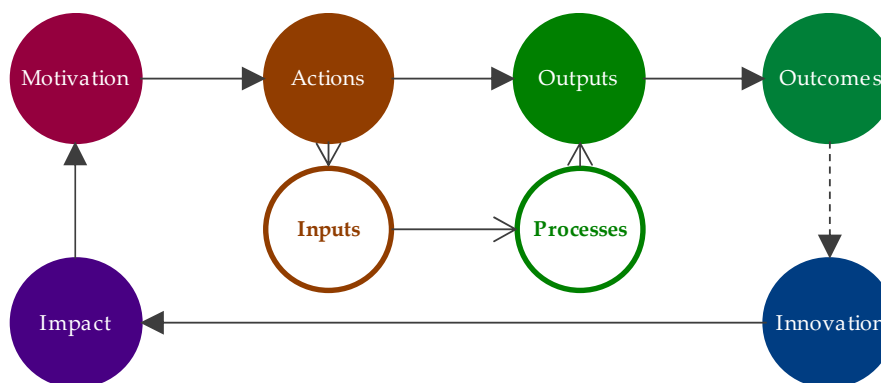 Motivation
Actions
Outputs
Outcomes
Inputs
Processes
Impact
Innovation